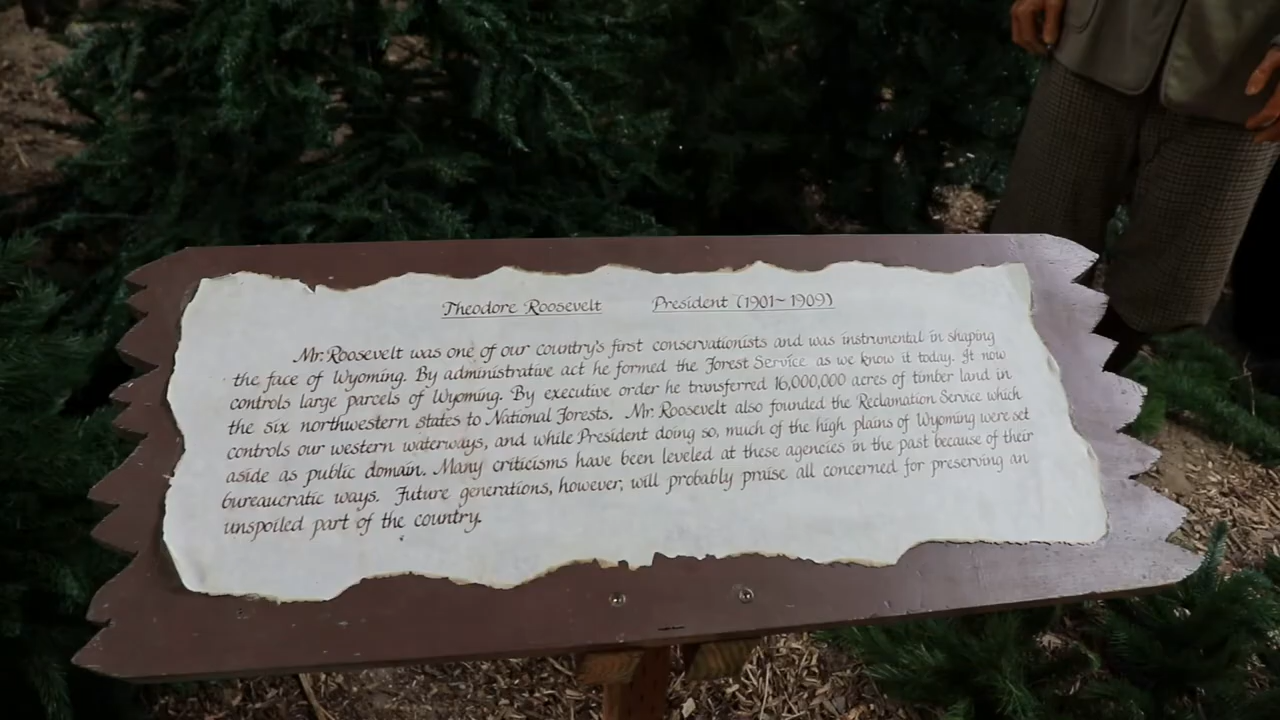 Theodore Roosevelt President (1901~1909)
Mr. Roosevelt was one of our country's first conservationists and was instrumental in shaping
the face of Wyoming. By administrative act he formed the Forest Service as we know it today. It now
controls large parcels of Wyoming. By executive order he transferred 16,000,000 acres of timber land in
the six northwestern states to National Forests. Mr. Roosevelt also founded the Reclamation Service which
controls our western waterways, and while President doing so, much of the high plains of Wyoming were set
aside as public domain. Many criticisms have been leveled at these agencies in the past because of their
bureaucratic ways. Future generations, however, will probably praise all concerned for preserving an
unspoiled part of the country.